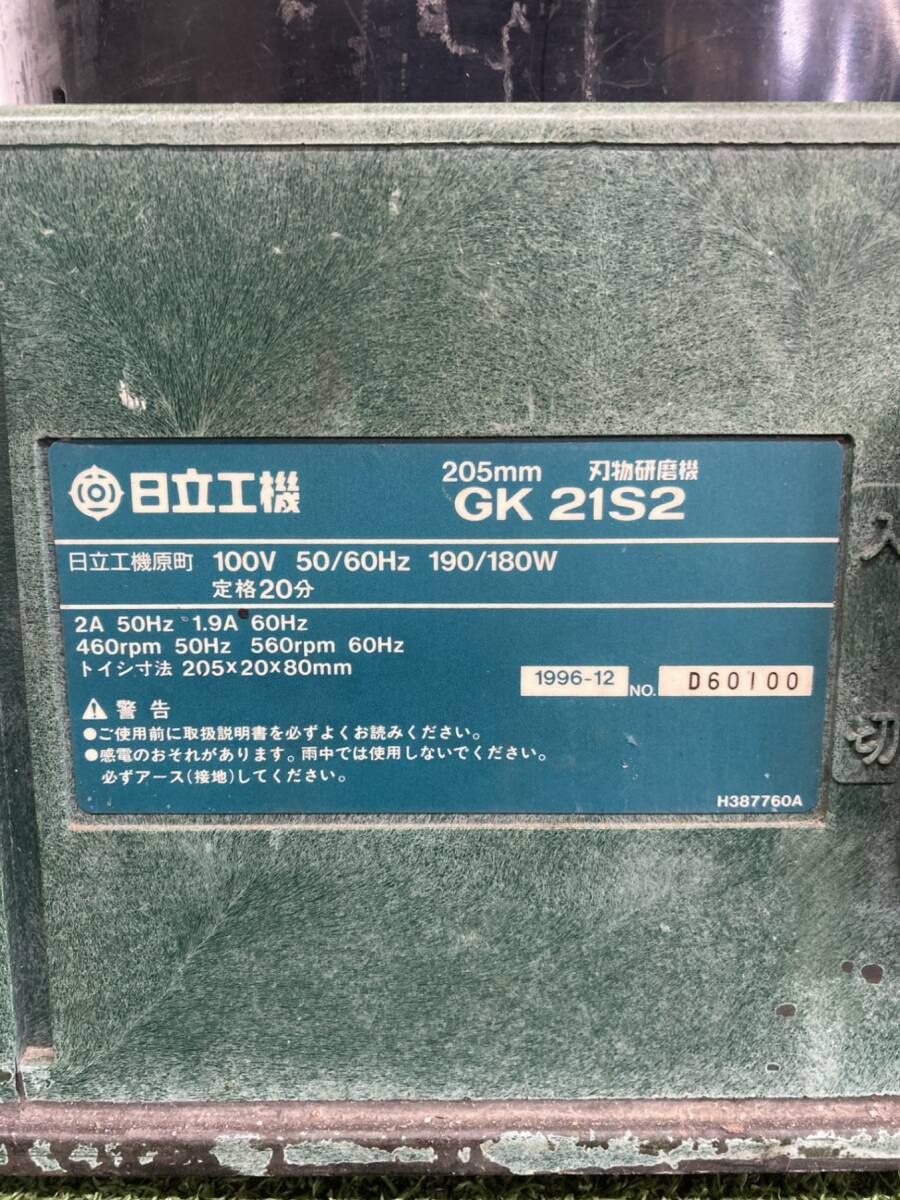 日立工機
205mm 刃物研磨機
GK 21S2
日立工機原町 100V 50/60Hz 190/180W
定格20分
2A 50Hz 1.9A 60Hz
460rpm 50Hz 560rpm 60Hz
トイシ寸法 205×20×80mm
1996-12 NO. D60100
警告
●ご使用前に取扱説明書を必ずよくお読みください。
●感電のおそれがあります。雨中では使用しないでください。
必ずアース(接地)してください。
H387760A
入
切